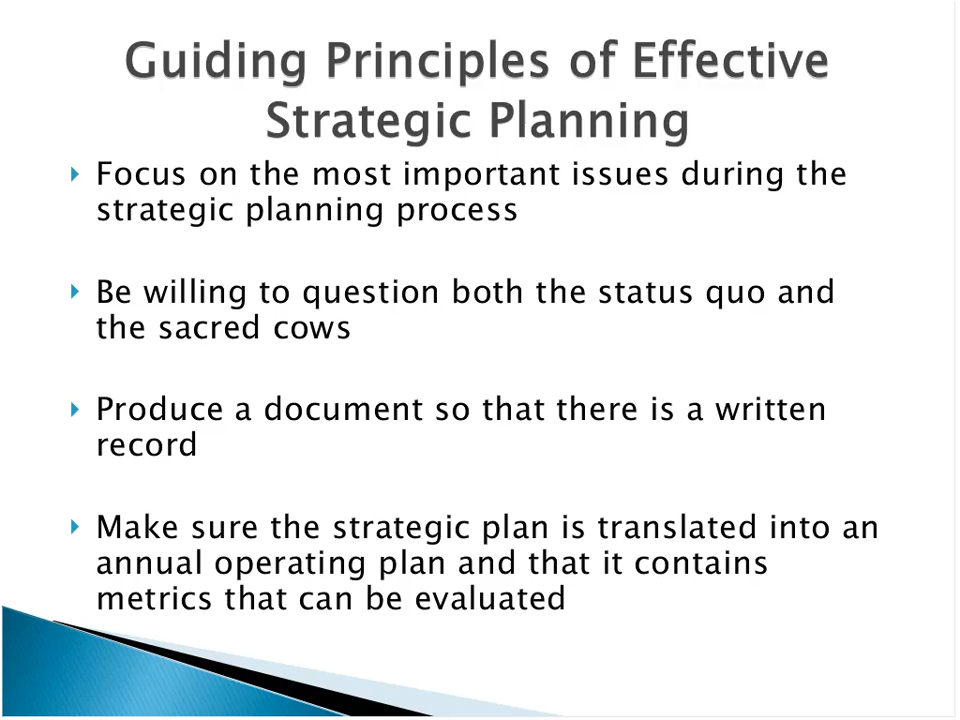 Guiding Principles of Effective
Strategic Planning
Focus on the most important issues during the
strategic planning process
Be willing to question both the status quo and
the sacred cows
Produce a document so that there is a written
record
Make sure the strategic plan is translated into an
annual operating plan and that it contains
metrics that can be evaluated